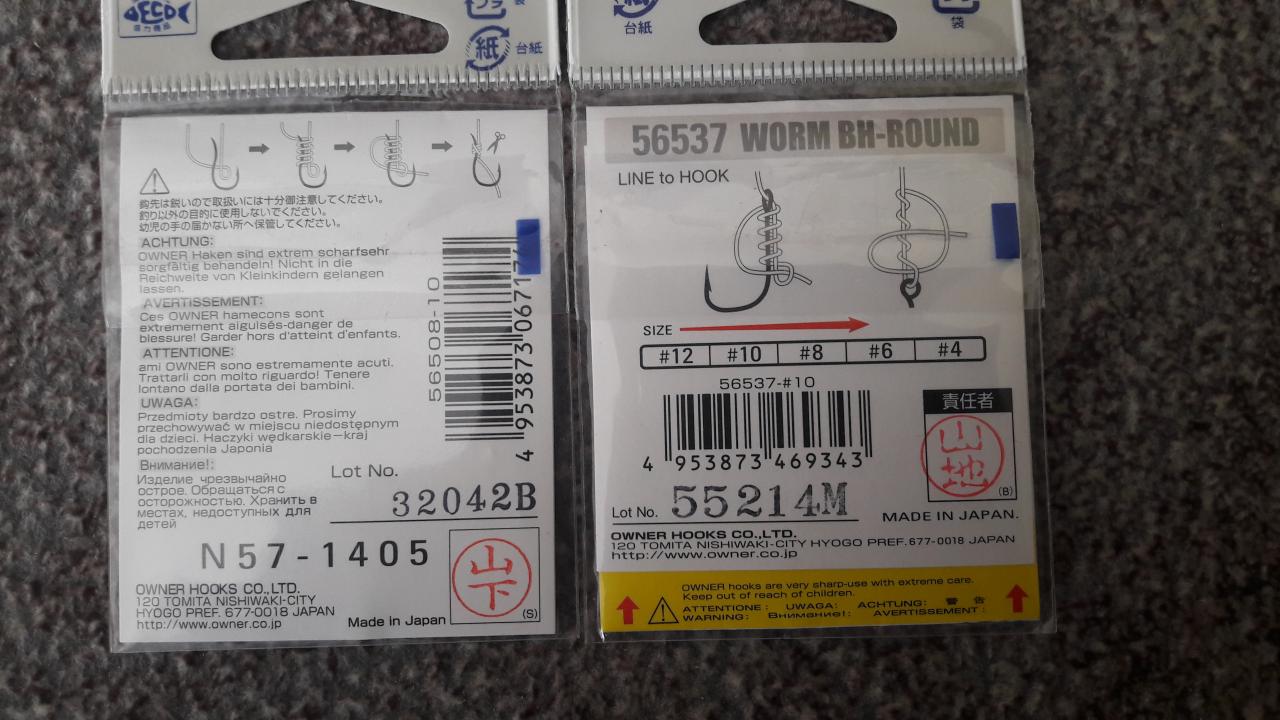 DECO
協力商品
プラ
袋
紙
台紙
鈎先は鋭いので取扱いには十分御注意してください。
釣り以外の目的に使用しないでください。
幼児の手の届かない所へ保管してください。
ACHTUNG:
OWNER Haken sind extrem scharfsehr
sorgfältig behandeln! Nicht in die
Reichweite von Kleinkindern gelangen
lassen.
AVERTISSEMENT:
Ces OWNER hamecons sont
extremement aiguisés-danger de
blessure! Garder hors d'atteint d'enfants.
ATTENTIONE:
ami OWNER sono estremamente acuti.
Trattarli con molto riguardo! Tenere
lontano dalla portata dei bambini.
UWAGA:
Przedmioty bardzo ostre. Prosimy
przechowywać w miejscu niedostępnym
dla dzieci. Haczyki wędkarskie-kraj
pochodzenia Japonia
Внимание!:
Изделие чрезвычайно
острое. Обращаться с
осторожностью. Хранить в
местах, недоступных для
детей
56508-10
4 953873 06717
Lot No.
32042B
N57-1405
OWNER HOOKS CO.,LTD.
120 TOMITA NISHIWAKI-CITY
HYOGO PREF. 677-0018 JAPAN
http://www.owner.co.jp
Made in Japan
山下
(S)
台紙
袋
56537 WORM BH-ROUND
LINE to HOOK
SIZE
#12 #10 #8 #6 #4
56537-#10
4 953873 469343
責任者
山地
(B)
Lot No. 55214M
MADE IN JAPAN.
OWNER HOOKS CO.,LTD.
120 TOMITA NISHIWAKI-CITY HYOGO PREF.677-0018 JAPAN
http://www.owner.co.jp
OWNER hooks are very sharp-use with extreme care.
Keep out of reach of children.
ATTENTIONE: UWAGA: ACHTUNG: 警告
WARNING: Внимание!: AVERTISSEMENT: